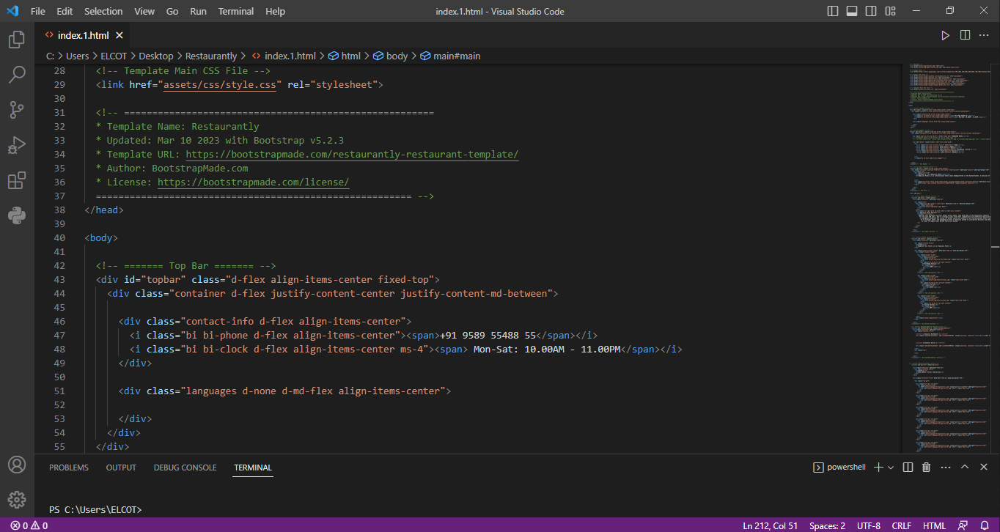 File Edit Selection View Go Run Terminal Help index.1.html - Visual Studio Code
<> index.1.html
C: > Users > ELCOT > Desktop > Restaurantly > <> index.1.html > html > body > main#main
28 <!-- Template Main CSS File -->
29 <link href="assets/css/style.css" rel="stylesheet">
30
31 <!-- =======================================================
32 * Template Name: Restaurantly
33 * Updated: Mar 10 2023 with Bootstrap v5.2.3
34 * Template URL: https://bootstrapmade.com/restaurantly-restaurant-template/
35 * Author: BootstrapMade.com
36 * License: https://bootstrapmade.com/license/
37 ======================================================== -->
38 </head>
39
40 <body>
41
42 <!-- ======= Top Bar ======= -->
43 <div id="topbar" class="d-flex align-items-center fixed-top">
44 <div class="container d-flex justify-content-center justify-content-md-between">
45
46 <div class="contact-info d-flex align-items-center">
47 <i class="bi bi-phone d-flex align-items-center"><span>+91 9589 55488 55</span></i>
48 <i class="bi bi-clock d-flex align-items-center ms-4"><span> Mon-Sat: 10.00AM - 11.00PM</span></i>
49 </div>
50
51 <div class="languages d-none d-md-flex align-items-center">
52
53 </div>
54 </div>
55 </div>
PROBLEMS OUTPUT DEBUG CONSOLE TERMINAL powershell
PS C:\Users\ELCOT>
0 0 Ln 212, Col 51 Spaces: 2 UTF-8 CRLF HTML